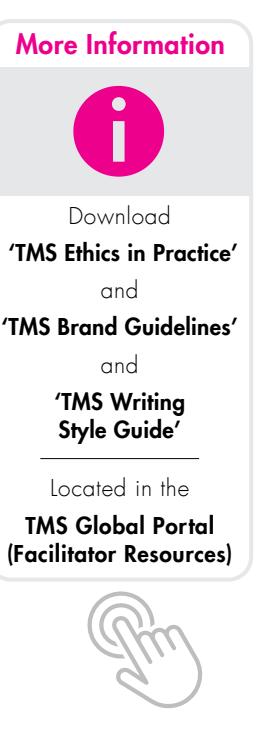 More Information
i
Download
‘TMS Ethics in Practice’
and
‘TMS Brand Guidelines’
and
‘TMS Writing
Style Guide’
Located in the
TMS Global Portal
(Facilitator Resources)